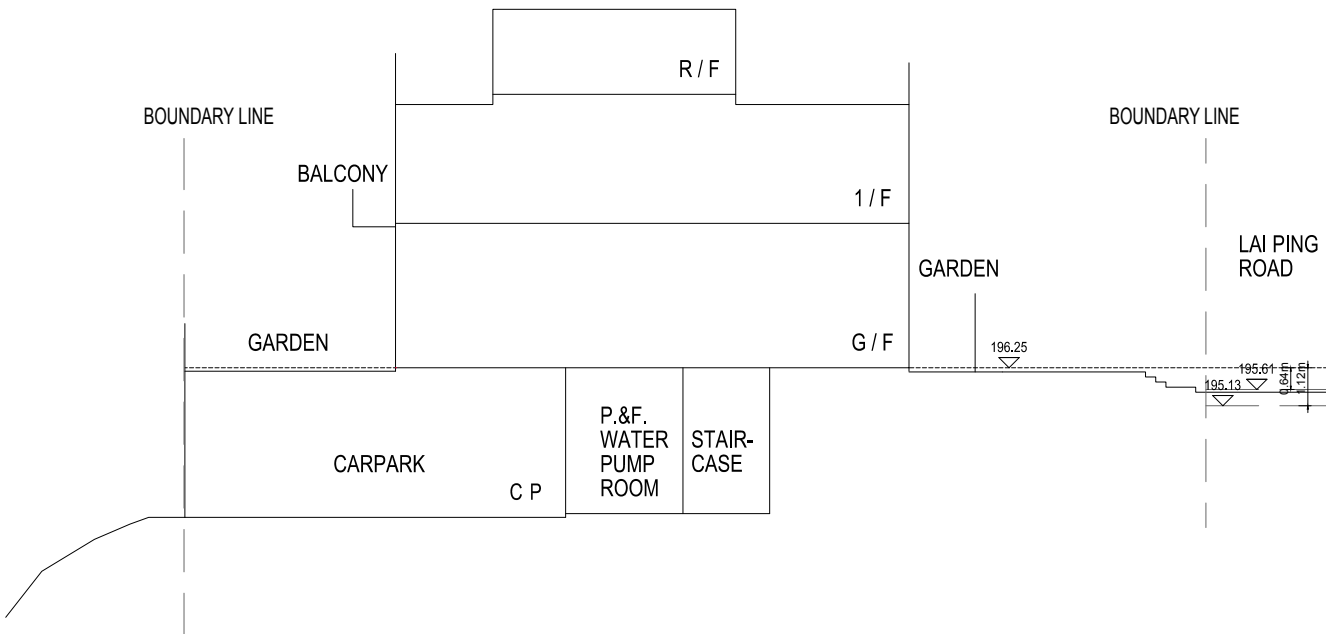 R / F
BOUNDARY LINE
BOUNDARY LINE
BALCONY
1 / F
LAI PING
ROAD
GARDEN
GARDEN
G / F
196.25
195.61
195.13
0.64m
1.12m
P.&F.
WATER
PUMP
ROOM
STAIR-
CASE
CARPARK
C P